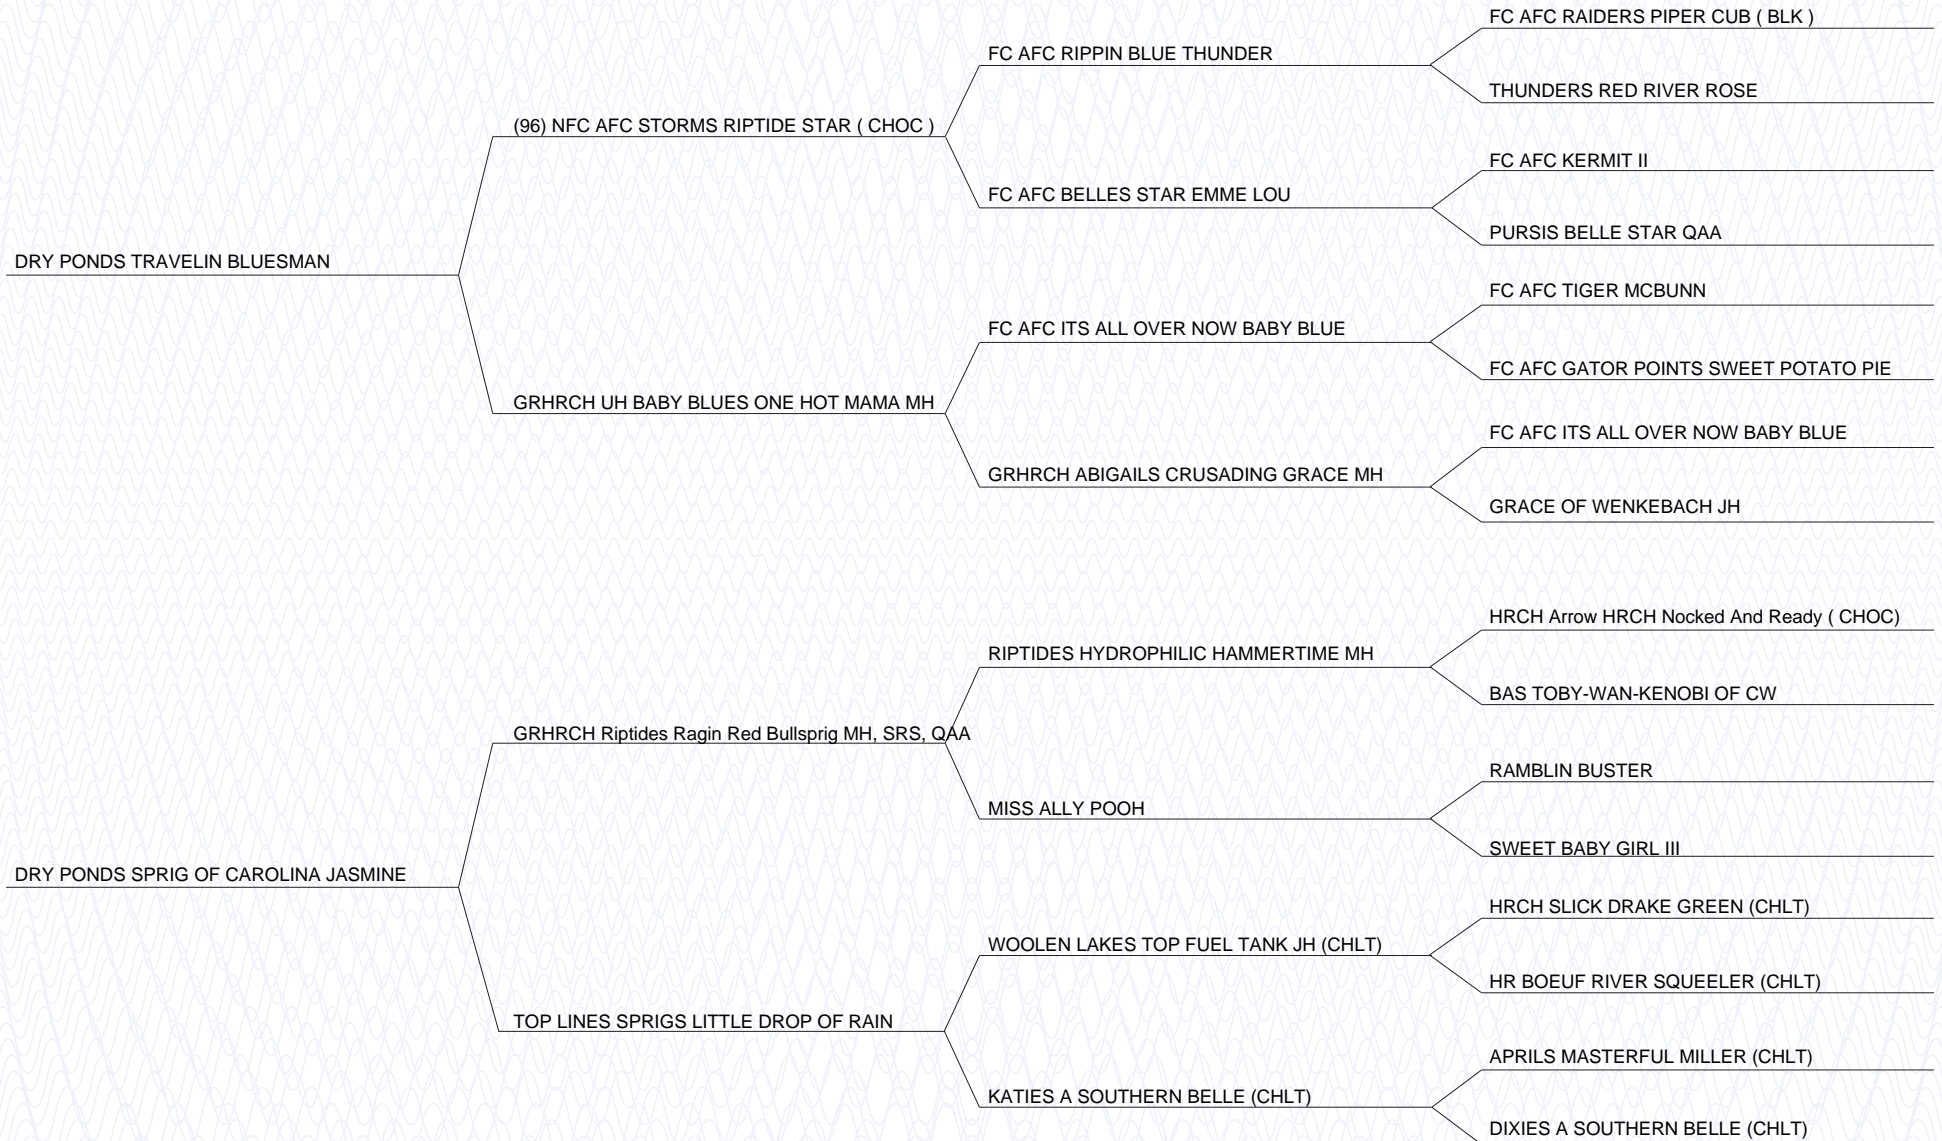 FC AFC RAIDERS PIPER CUB ( BLK )
FC AFC RIPPIN BLUE THUNDER
THUNDERS RED RIVER ROSE
(96) NFC AFC STORMS RIPTIDE STAR ( CHOC )
FC AFC KERMIT II
FC AFC BELLES STAR EMME LOU
PURSIS BELLE STAR QAA
DRY PONDS TRAVELIN BLUESMAN
FC AFC TIGER MCBUNN
FC AFC ITS ALL OVER NOW BABY BLUE
FC AFC GATOR POINTS SWEET POTATO PIE
GRHRCH UH BABY BLUES ONE HOT MAMA MH
FC AFC ITS ALL OVER NOW BABY BLUE
GRHRCH ABIGAILS CRUSADING GRACE MH
GRACE OF WENKEBACH JH
HRCH Arrow HRCH Nocked And Ready ( CHOC)
RIPTIDES HYDROPHILIC HAMMERTIME MH
BAS TOBY-WAN-KENOBI OF CW
GRHRCH Riptides Ragin Red Bullsprig MH, SRS, QAA
RAMBLIN BUSTER
MISS ALLY POOH
SWEET BABY GIRL III
DRY PONDS SPRIG OF CAROLINA JASMINE
HRCH SLICK DRAKE GREEN (CHLT)
WOOLEN LAKES TOP FUEL TANK JH (CHLT)
HR BOEUF RIVER SQUEELER (CHLT)
TOP LINES SPRIGS LITTLE DROP OF RAIN
APRILS MASTERFUL MILLER (CHLT)
KATIES A SOUTHERN BELLE (CHLT)
DIXIES A SOUTHERN BELLE (CHLT)